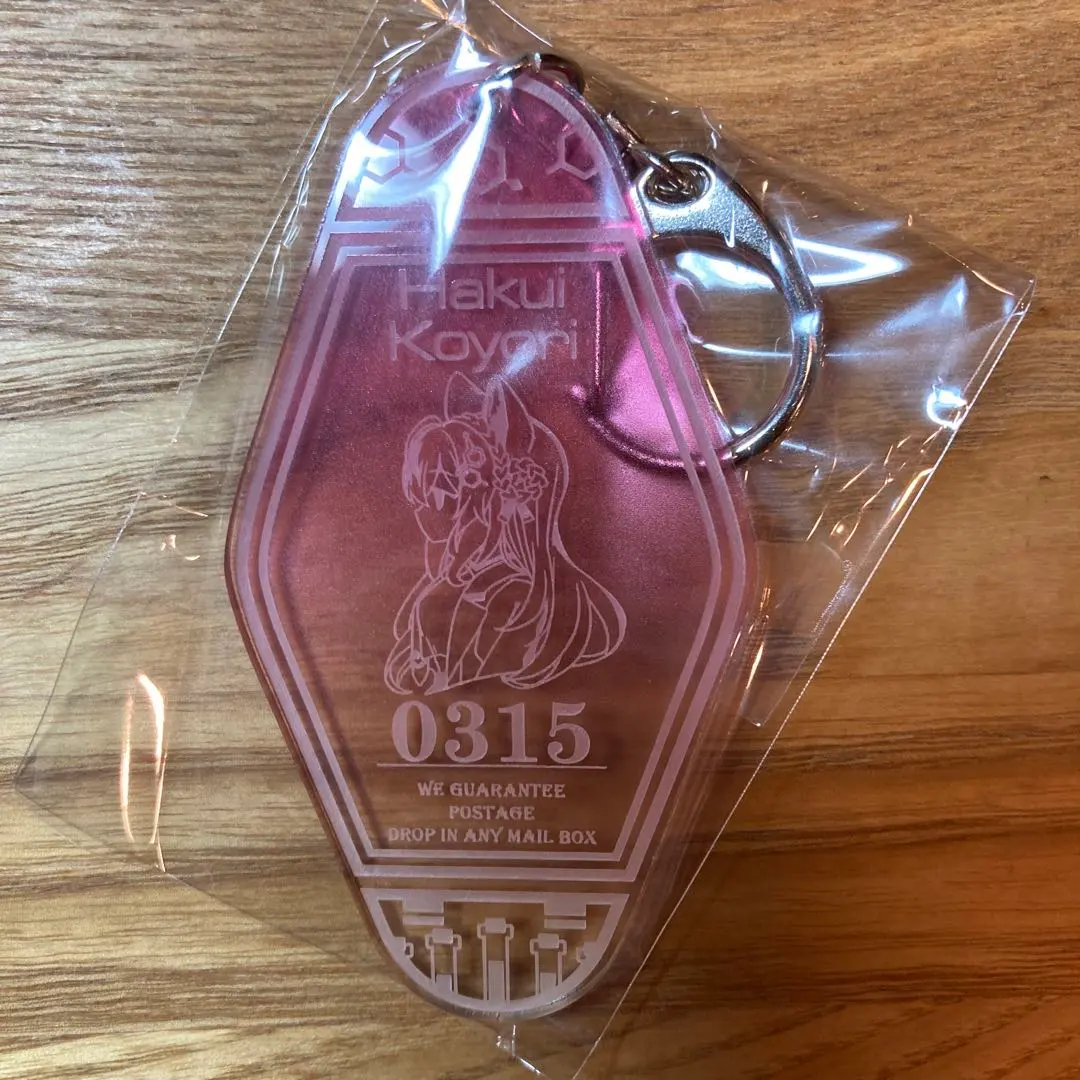 Hakui
Koyori
0315
WE GUARANTEE
POSTAGE
DROP IN ANY MAIL BOX